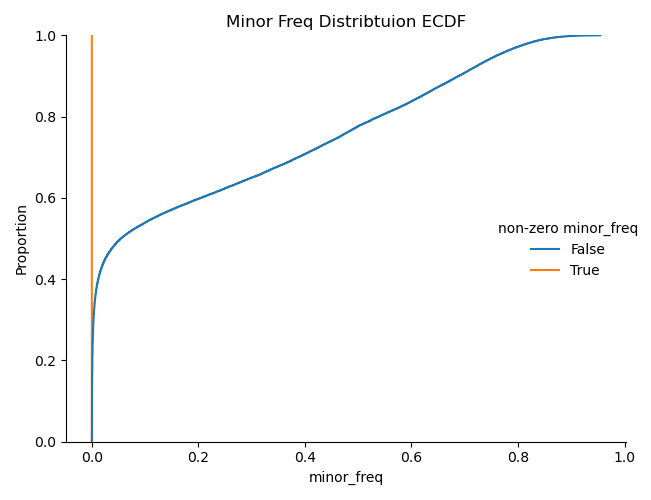 Minor Freq Distribtuion ECDF
1.0
0.8
0.6
0.4
0.2
0.0
Proportion
non-zero minor_freq
False
True
0.0 0.2 0.4 0.6 0.8 1.0
minor_freq